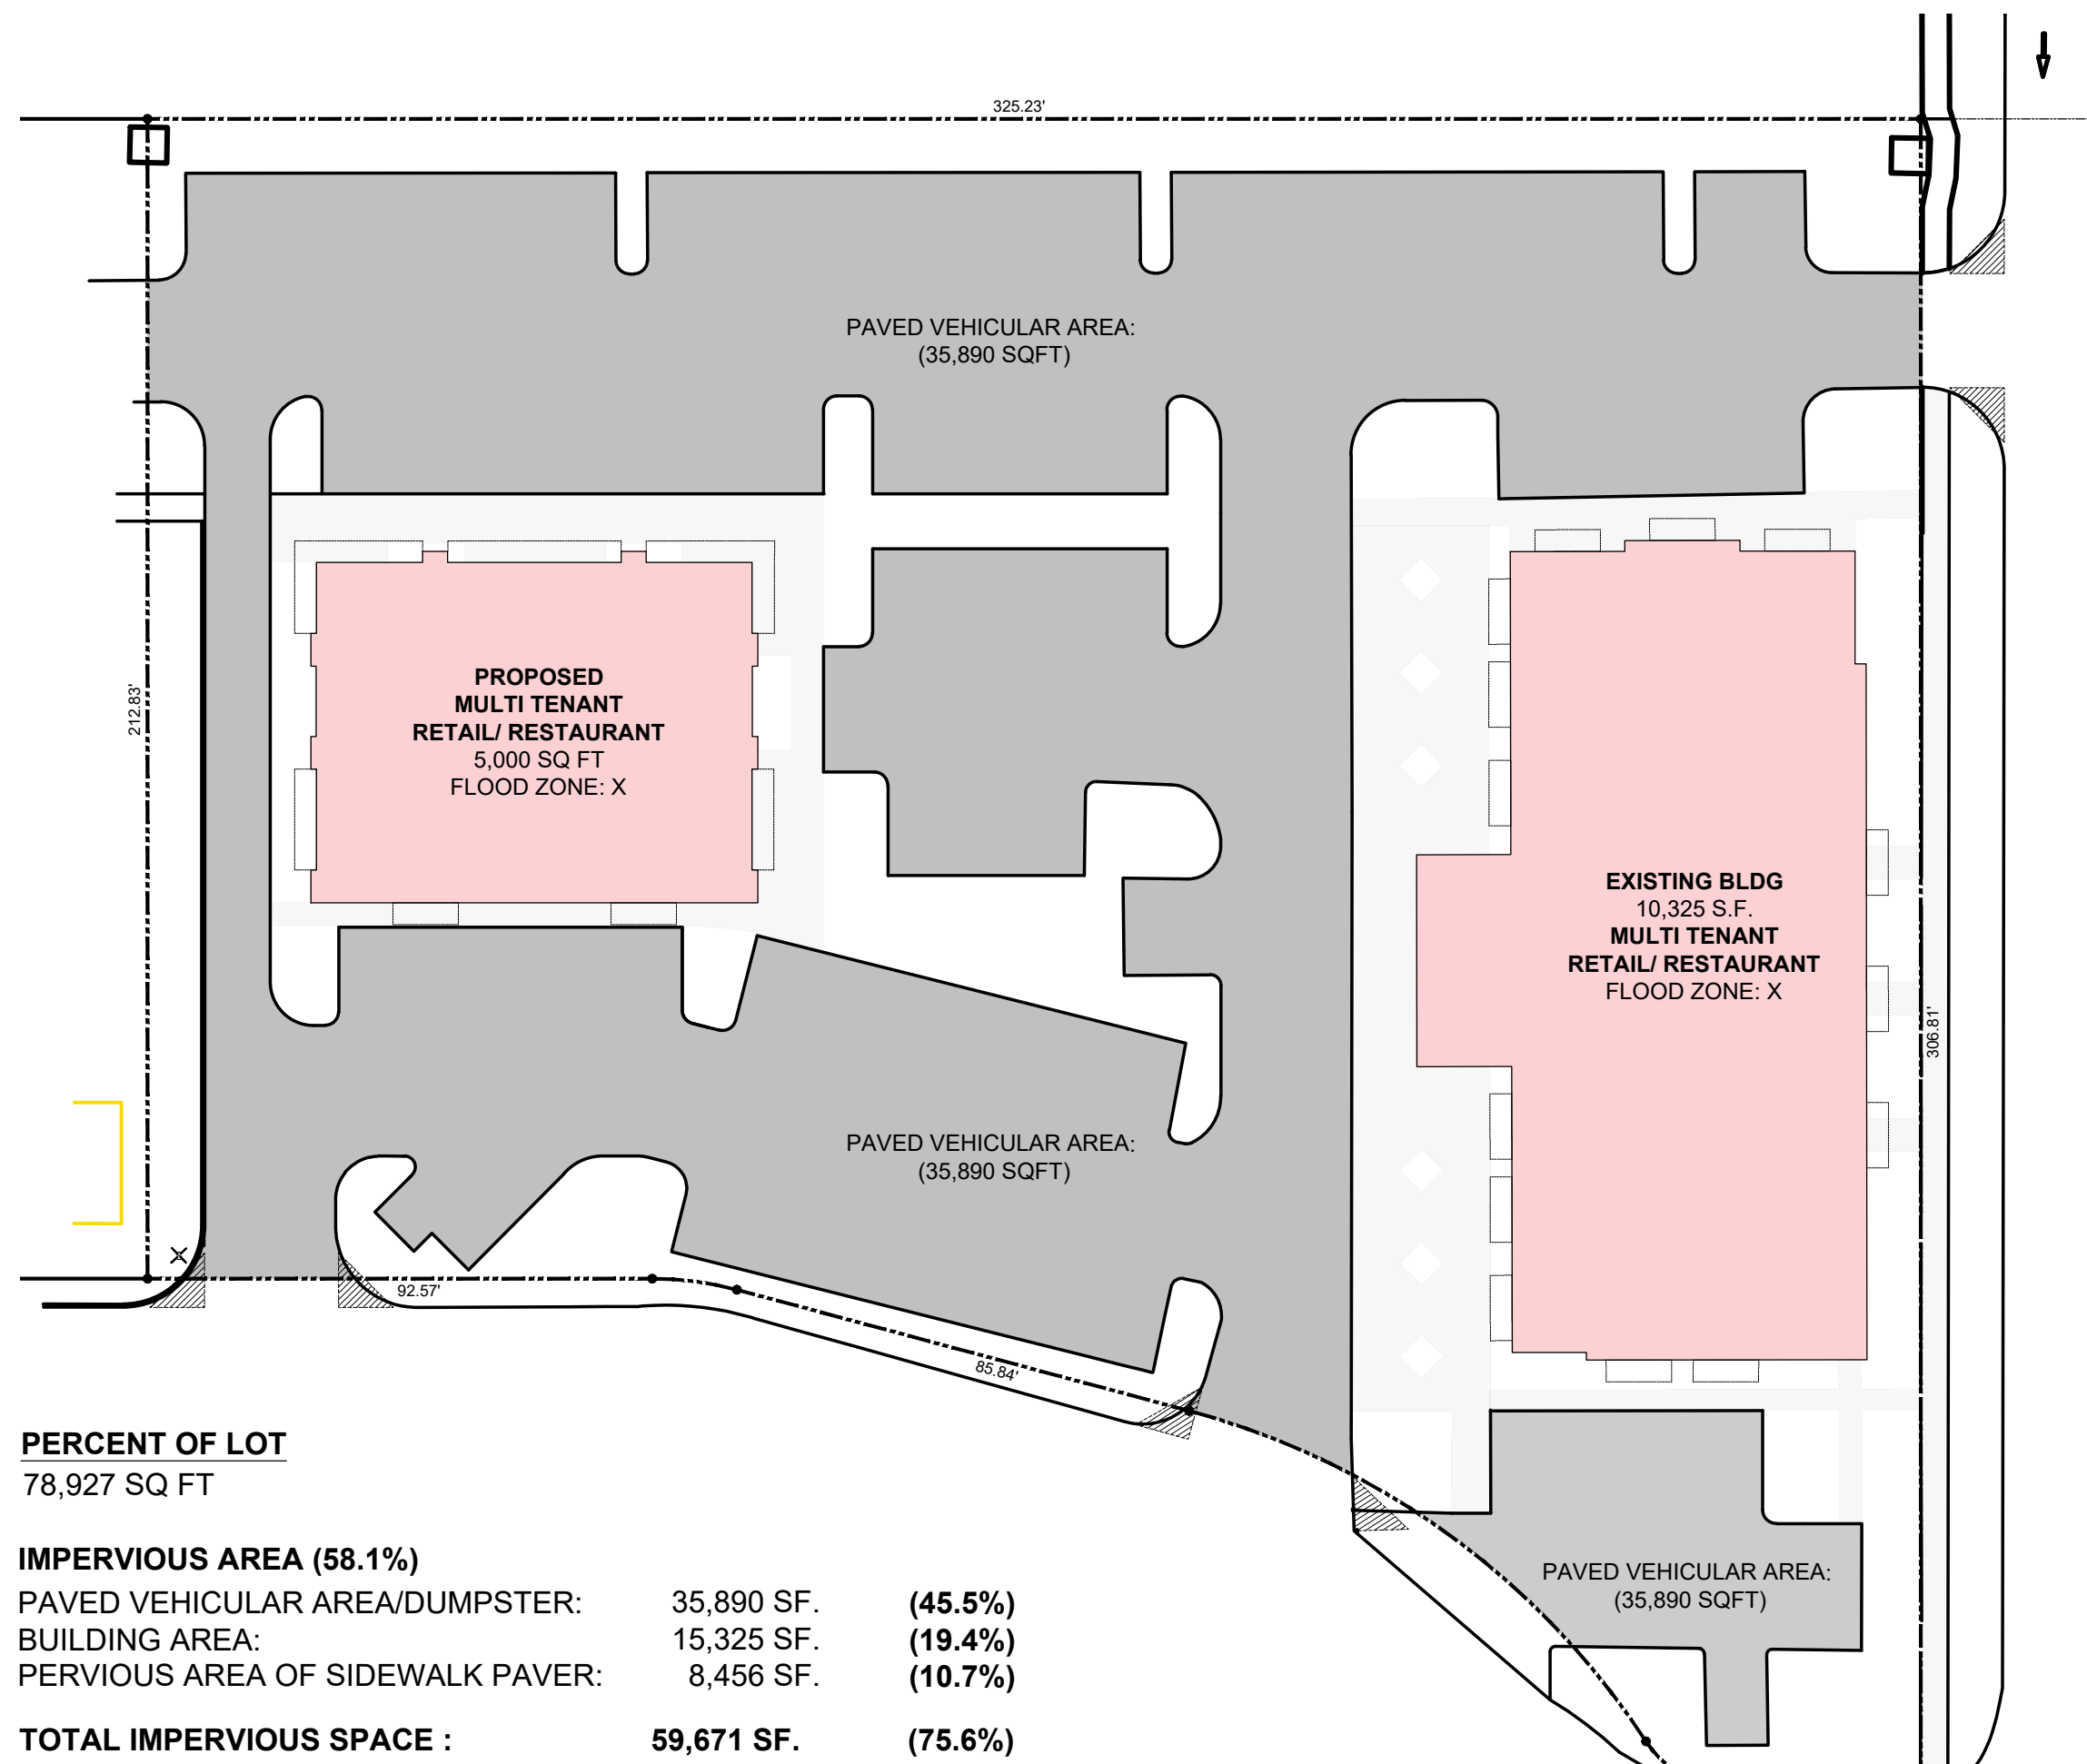 325.23'
PAVED VEHICULAR AREA:
(35,890 SQFT)
212.83'
PROPOSED
MULTI TENANT
RETAIL/ RESTAURANT
5,000 SQ FT
FLOOD ZONE: X
EXISTING BLDG
10,325 S.F.
MULTI TENANT
RETAIL/ RESTAURANT
FLOOD ZONE: X
306.81'
PAVED VEHICULAR AREA:
(35,890 SQFT)
92.57'
85.84'
PERCENT OF LOT
78,927 SQ FT
IMPERVIOUS AREA (58.1%)
PAVED VEHICULAR AREA/DUMPSTER: 35,890 SF. (45.5%)
BUILDING AREA: 15,325 SF. (19.4%)
PERVIOUS AREA OF SIDEWALK PAVER: 8,456 SF. (10.7%)
TOTAL IMPERVIOUS SPACE : 59,671 SF. (75.6%)
PAVED VEHICULAR AREA:
(35,890 SQFT)